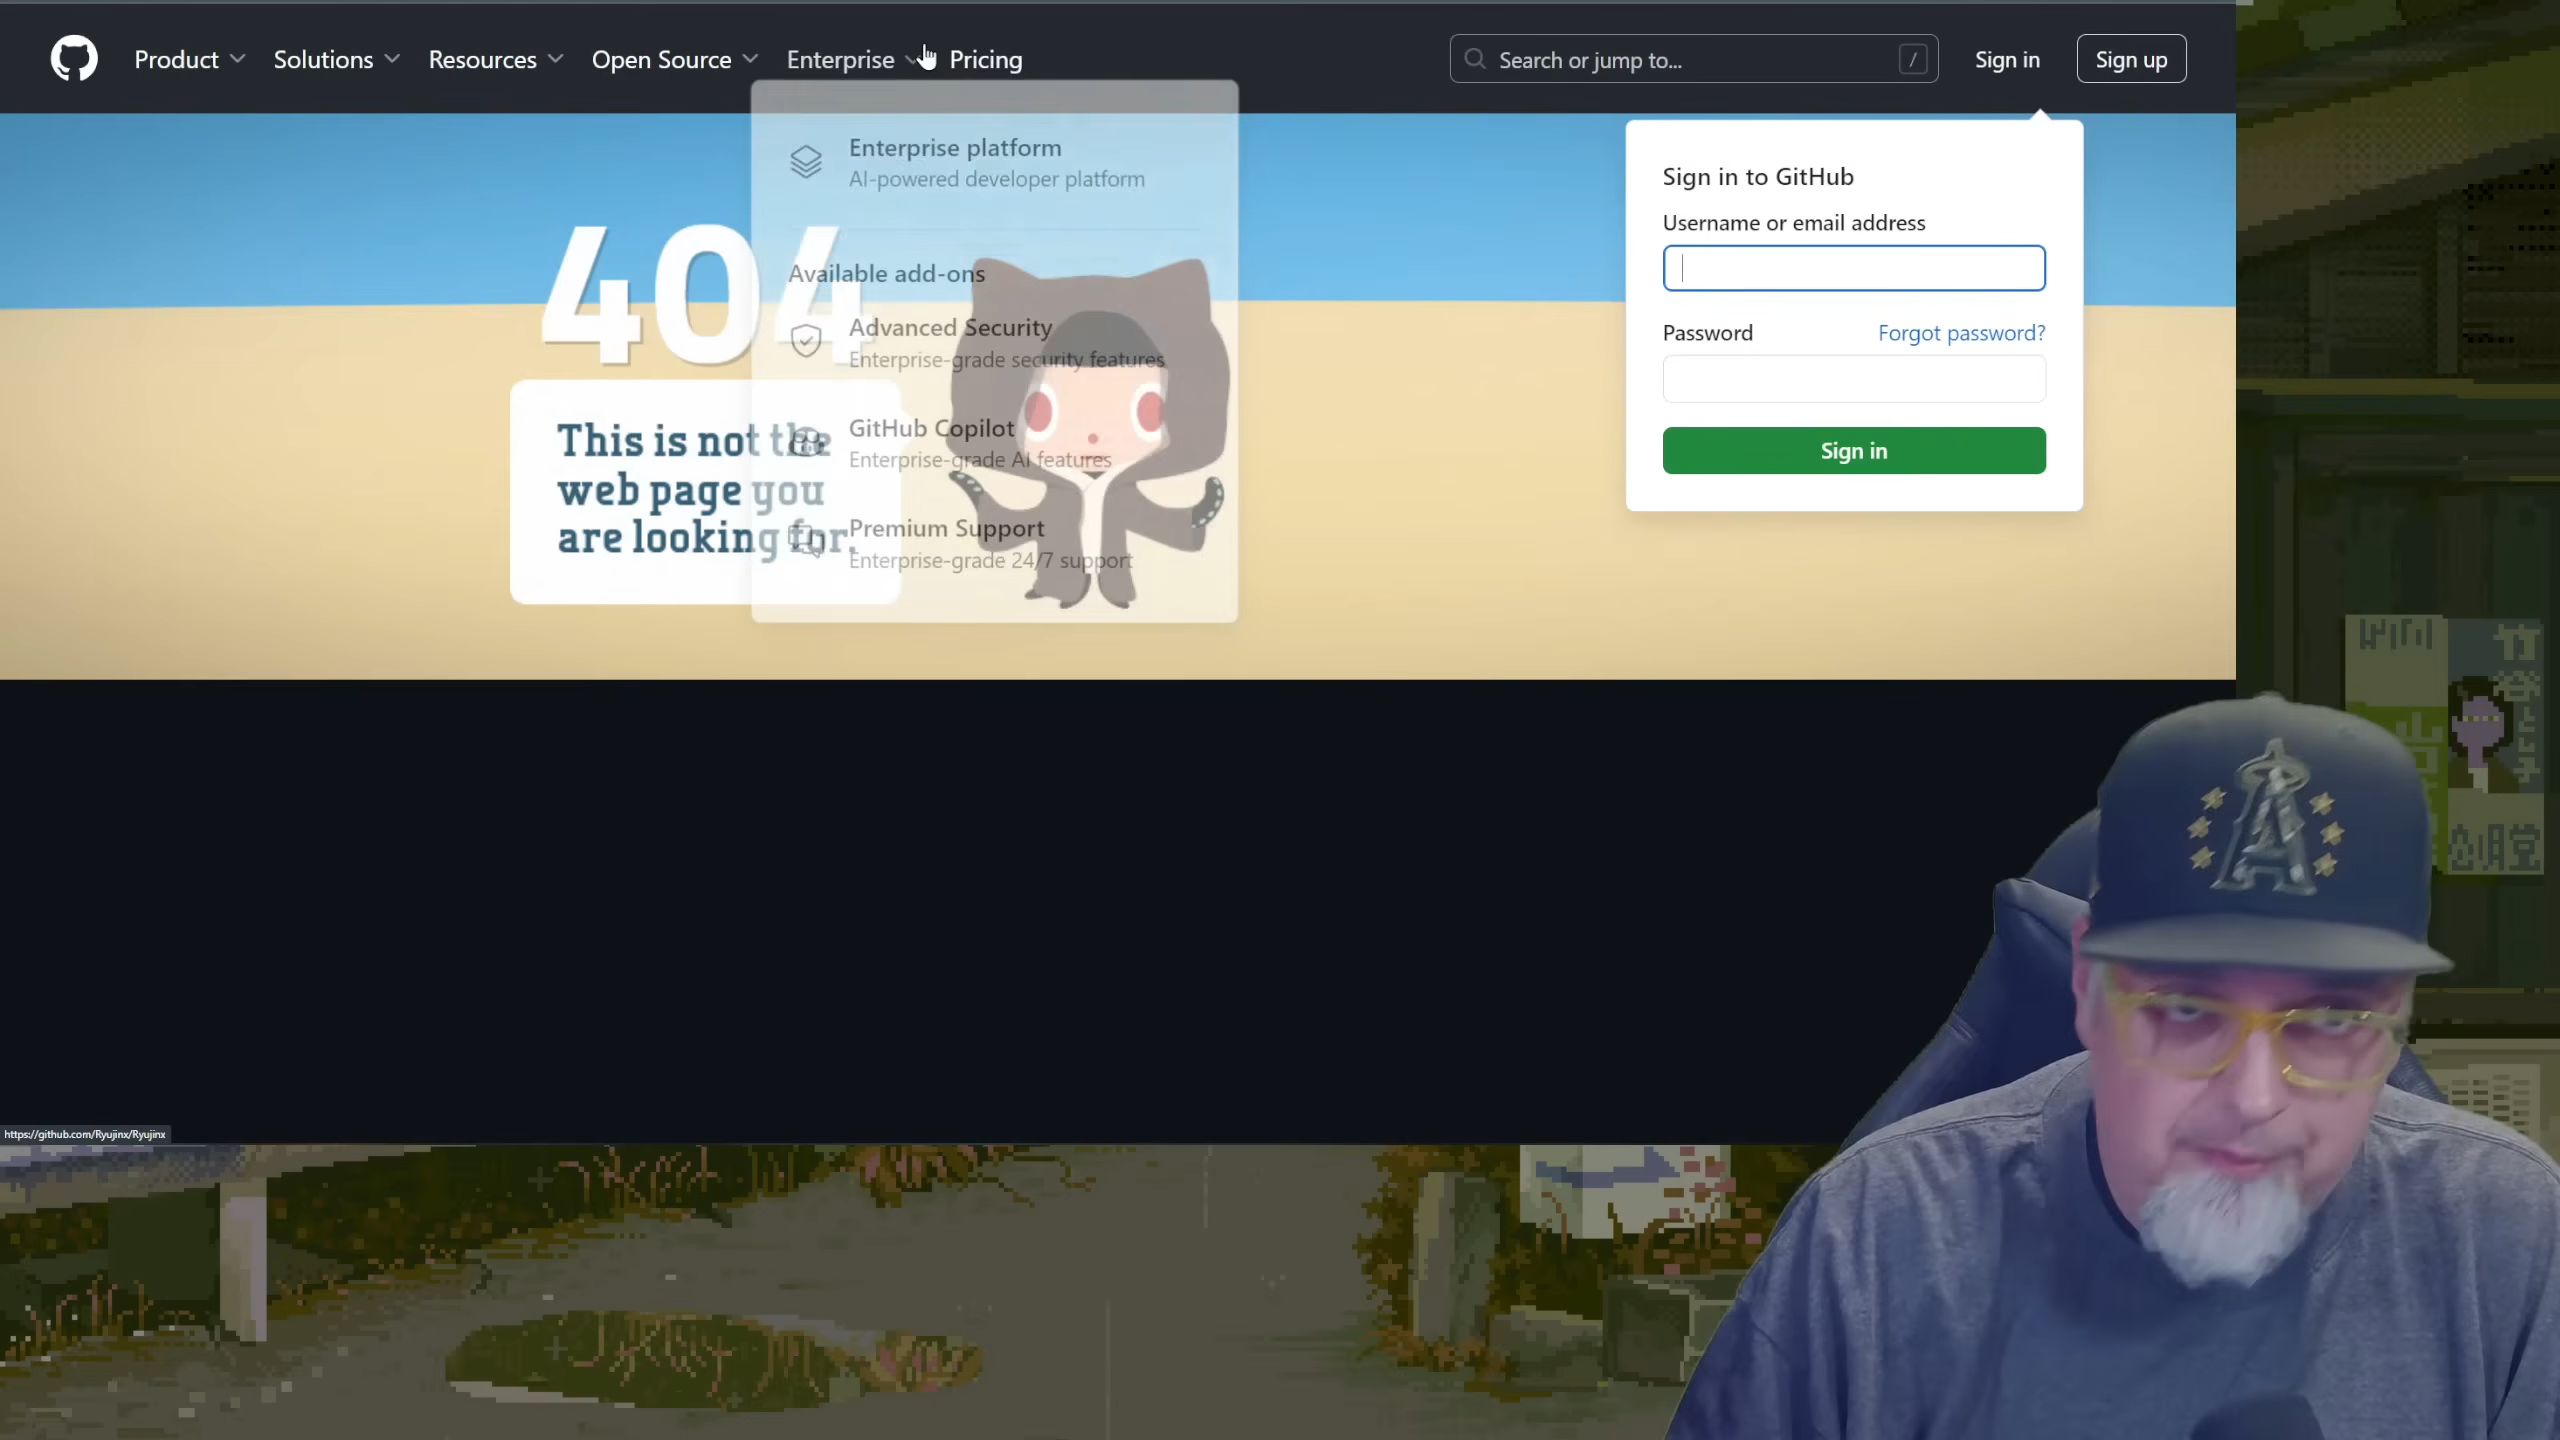 Product
Solutions
Resources
Open Source
Enterprise
Pricing
Search or jump to...
/
Sign in
Sign up
Enterprise platform
AI-powered developer platform
Available add-ons
Advanced Security
Enterprise-grade security features
GitHub Copilot
Enterprise-grade AI features
Premium Support
Enterprise-grade 24/7 support
404
This is not the
web page you
are looking for.
Sign in to GitHub
Username or email address
Password
Forgot password?
Sign in
A
https://github.com/Ryujinx/Ryujinx